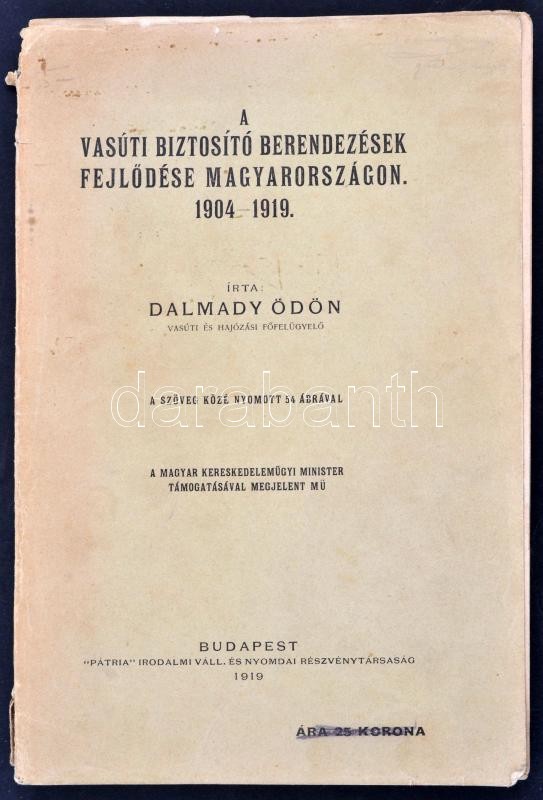 A
VASÚTI BIZTOSÍTÓ BERENDEZÉSEK
FEJLŐDÉSE MAGYARORSZÁGON.
1904—1919.
ÍRTA:
DALMADY ÖDÖN
VASÚTI ÉS HAJÓZÁSI FŐFELÜGYELŐ
darabanth
A SZÖVEG KÖZÉ NYOMOTT 54 ÁBRÁVAL
A MAGYAR KERESKEDELEMÜGYI MINISTER
TÁMOGATÁSÁVAL MEGJELENT MŰ
BUDAPEST
"PÁTRIA" IRODALMI VÁLL. ÉS NYOMDAI RÉSZVÉNYTÁRSASÁG
1919
ÁRA 25 KORONA